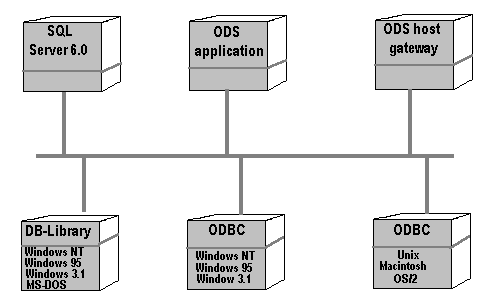 SQL
Server 6.0
ODS
application
ODS host
gateway
DB-Library
Windows NT
Windows 95
Windows 3.1
MS-DOS
ODBC
Windows NT
Windows 95
Window 3.1
ODBC
Unix
Macintosh
OS/2